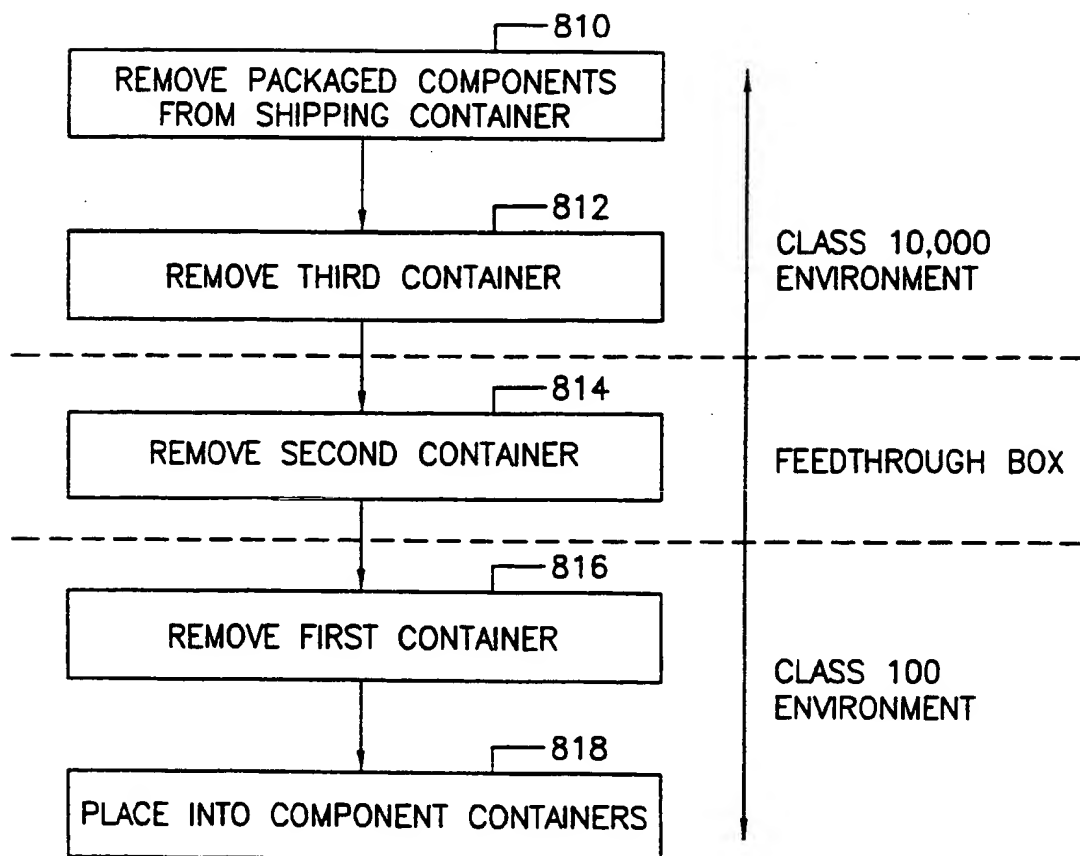 810
REMOVE PACKAGED COMPONENTS
FROM SHIPPING CONTAINER
812
REMOVE THIRD CONTAINER
CLASS 10,000
ENVIRONMENT
814
REMOVE SECOND CONTAINER
FEEDTHROUGH BOX
816
REMOVE FIRST CONTAINER
CLASS 100
ENVIRONMENT
818
PLACE INTO COMPONENT CONTAINERS